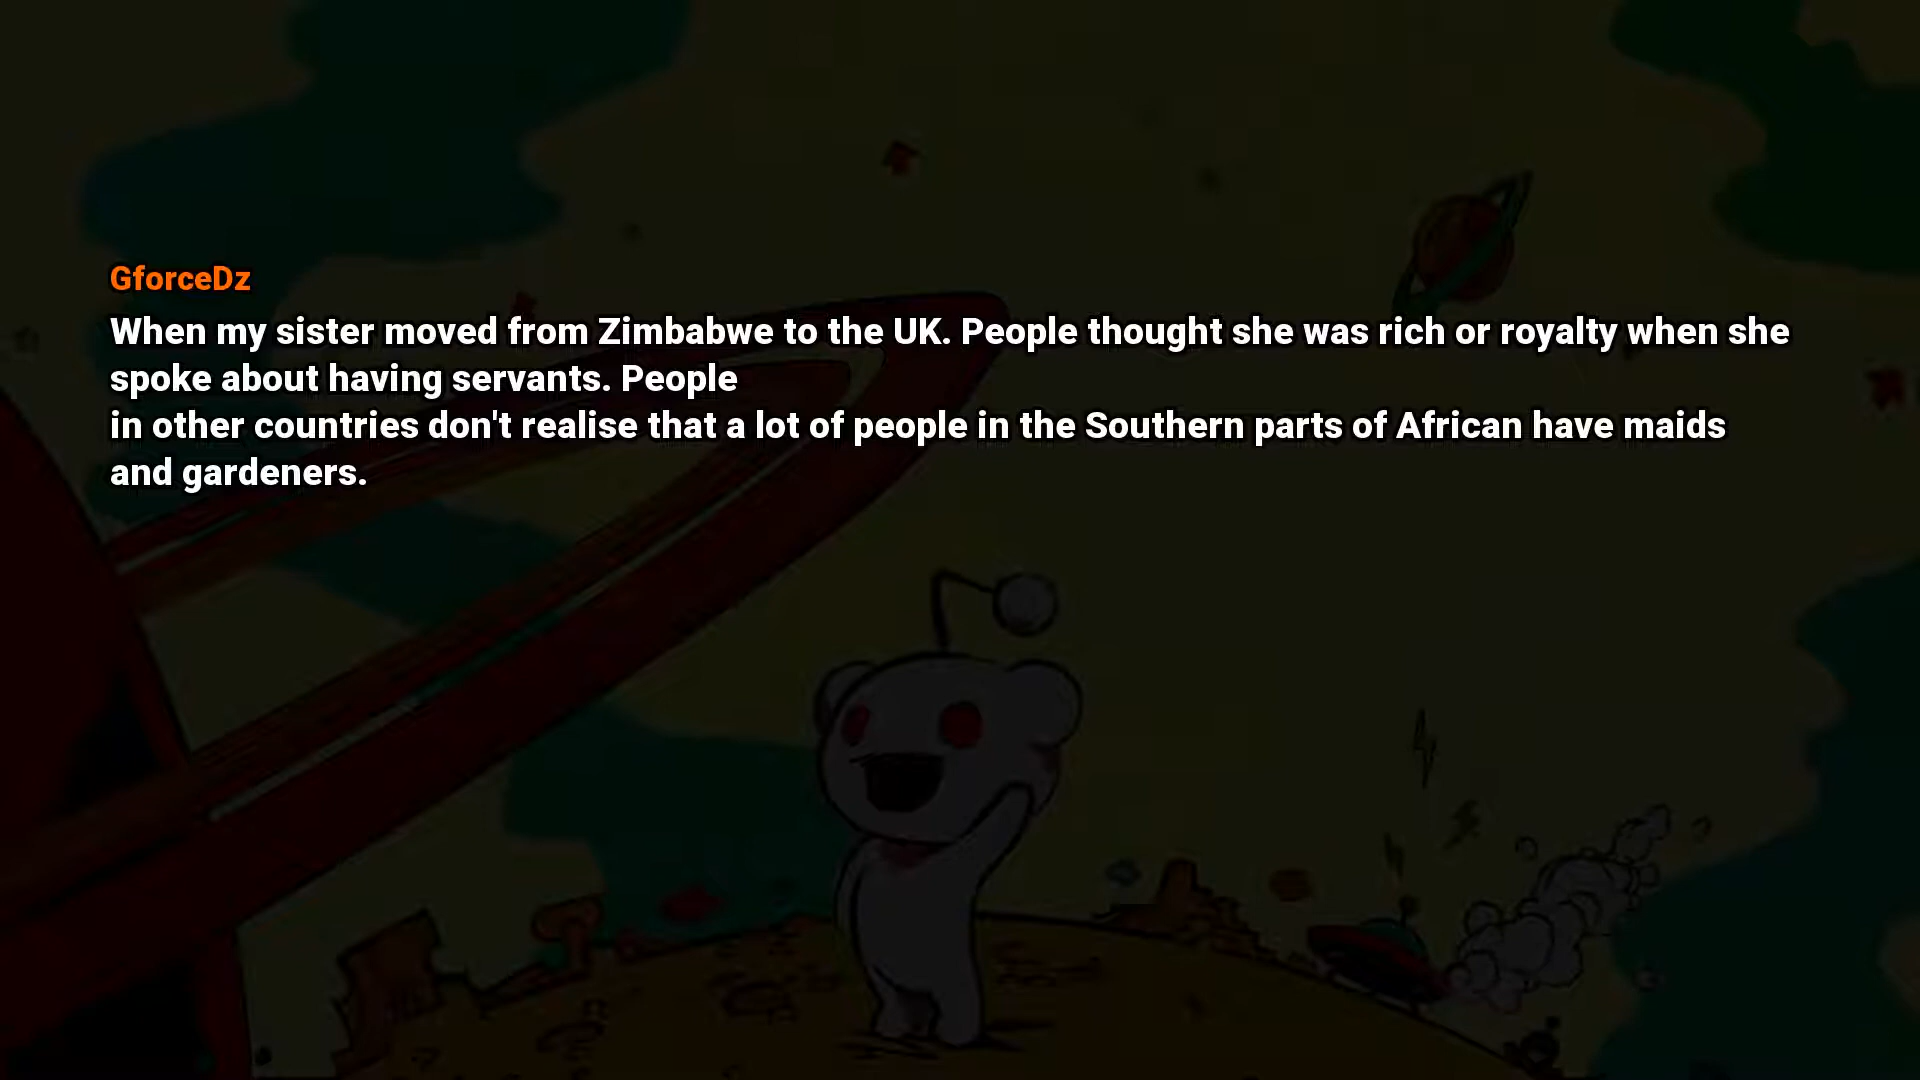 GforceDz
When my sister moved from Zimbabwe to the UK. People thought she was rich or royalty when she
spoke about having servants. People
in other countries don't realise that a lot of people in the Southern parts of African have maids
and gardeners.